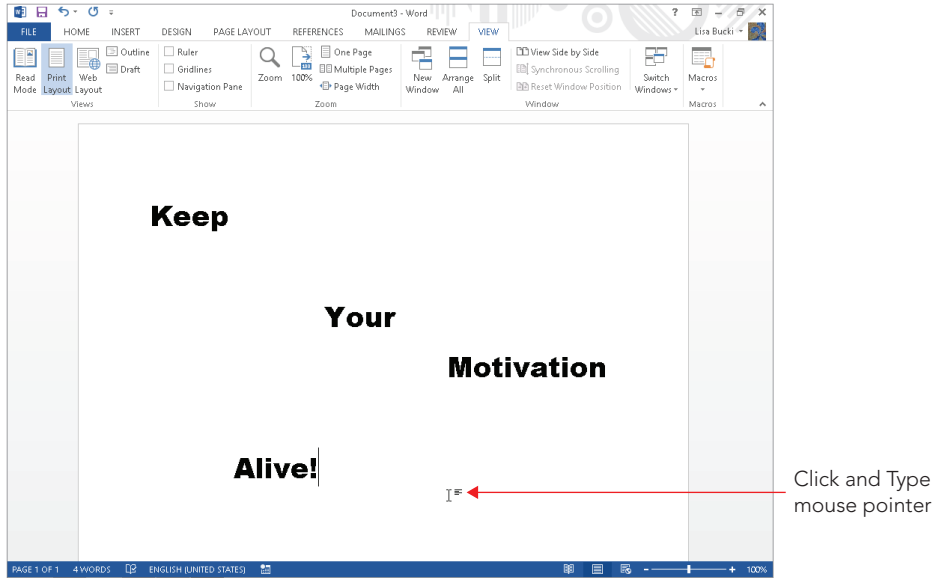 Document3 - Word
FILE HOME INSERT DESIGN PAGE LAYOUT REFERENCES MAILINGS REVIEW VIEW Lisa Bucki
Read Mode
Print Layout
Web Layout
Outline
Draft
Views
Ruler
Gridlines
Navigation Pane
Show
Zoom
100%
One Page
Multiple Pages
Page Width
Zoom
New Window
Arrange All
Split
View Side by Side
Synchronous Scrolling
Reset Window Position
Window
Switch Windows
Macros
Macros
Keep
Your
Motivation
Alive!
Click and Type
mouse pointer
PAGE 1 OF 1 4 WORDS ENGLISH (UNITED STATES) 100%